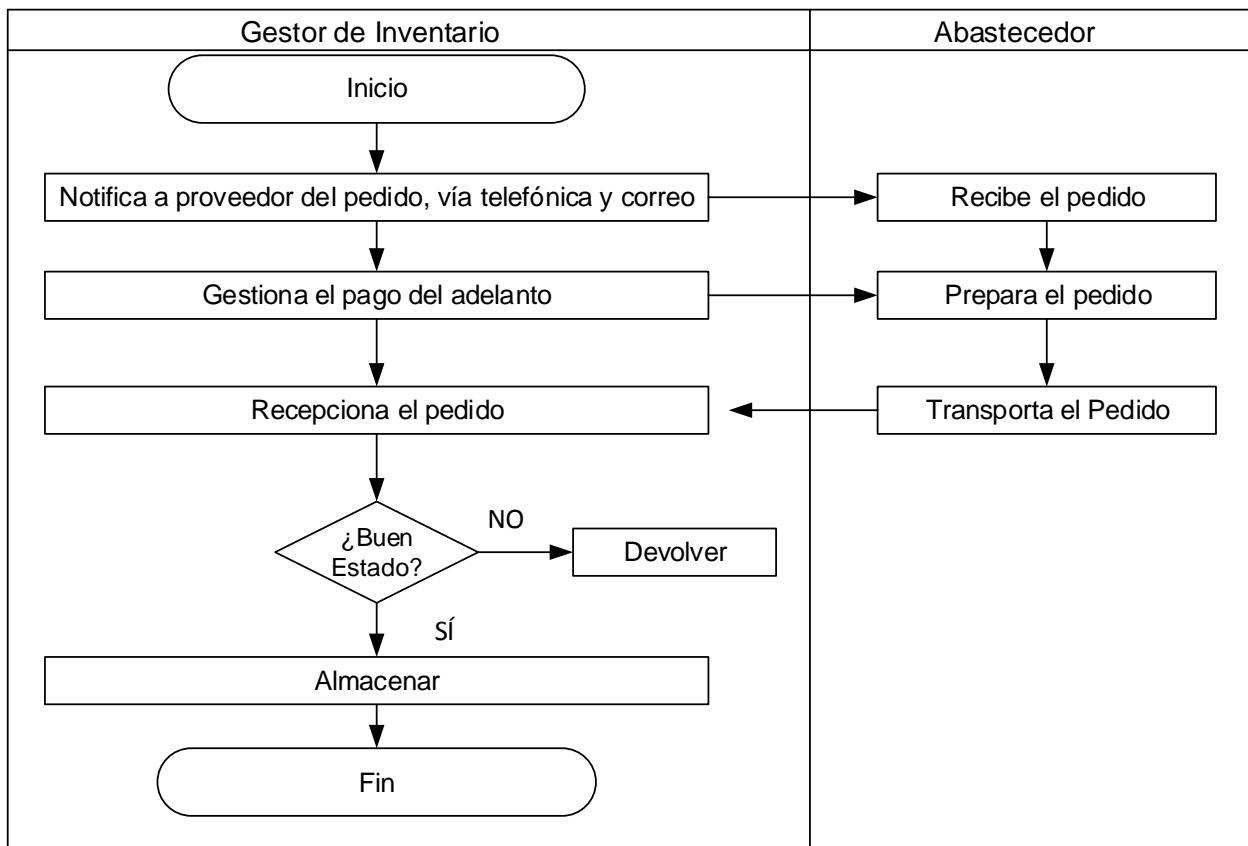 Gestor de Inventario
Abastecedor
Inicio
Notifica a proveedor del pedido, vía telefónica y correo
Recibe el pedido
Gestiona el pago del adelanto
Prepara el pedido
Recepciona el pedido
Transporta el Pedido
¿Buen
Estado?
NO
Devolver
SÍ
Almacenar
Fin